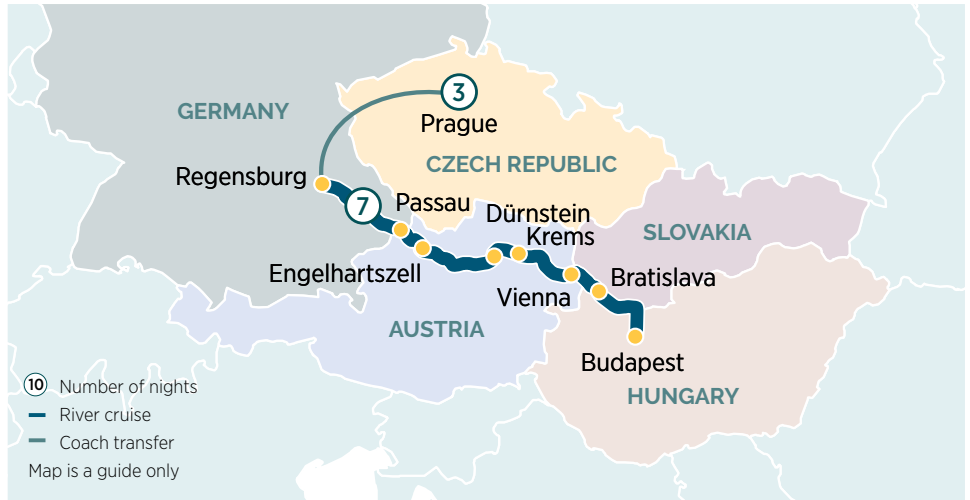 GERMANY
3
Prague
CZECH REPUBLIC
Regensburg
7
Passau
Dürnstein
Krems
SLOVAKIA
Engelhartszell
Vienna
Bratislava
AUSTRIA
Budapest
HUNGARY
10 Number of nights
River cruise
Coach transfer
Map is a guide only